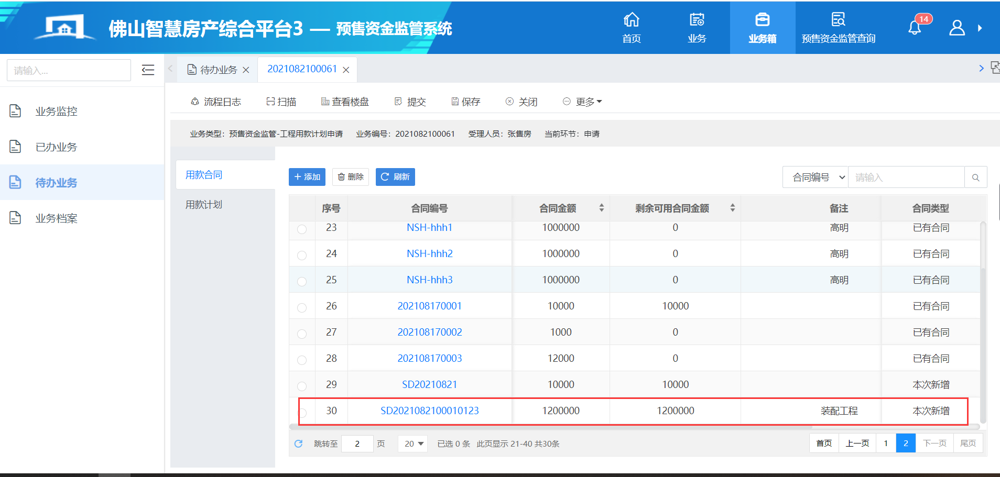 佛山智慧房产综合平台3 — 预售资金监管系统
首页
业务
业务箱
预售资金监管查询
14
请输入...
待办业务
2021082100061
业务监控
已办业务
待办业务
业务档案
流程日志 扫描 查看楼盘 提交 保存 关闭 更多
业务类型：预售资金监管-工程用款计划申请 业务编号：2021082100061 受理人员：张售房 当前环节：申请
用款合同
用款计划
添加 删除 刷新 合同编号 请输入
序号 合同编号 合同金额 剩余可用合同金额 备注 合同类型
23 NSH-hhh1 1000000 0 高明 已有合同
24 NSH-hhh2 1000000 0 高明 已有合同
25 NSH-hhh3 1000000 0 高明 已有合同
26 202108170001 10000 10000 已有合同
27 202108170002 1000 0 已有合同
28 202108170003 12000 0 已有合同
29 SD20210821 10000 10000 本次新增
30 SD2021082100010123 1200000 1200000 装配工程 本次新增
跳转至 2 页 20 已选 0 条 此页显示 21-40 共30条 首页 上一页 1 2 下一页 尾页